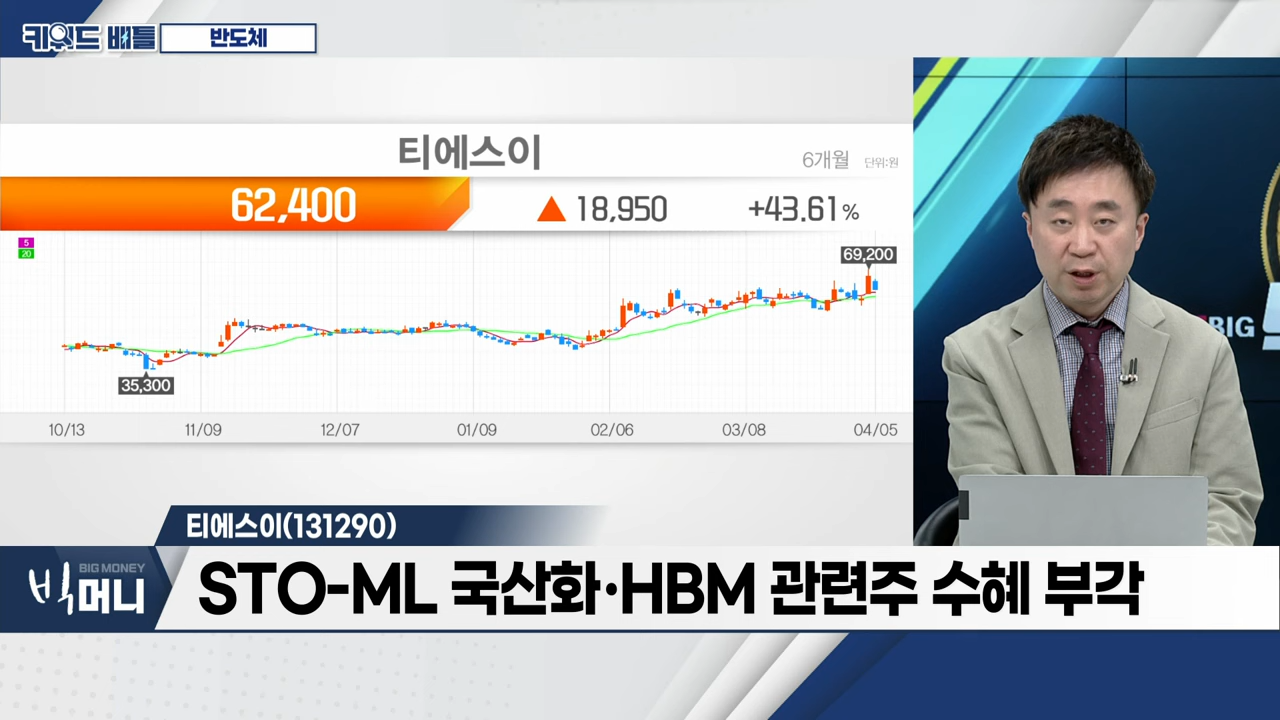 키워드 배틀
반도체
티에스이
6개월 단위:원
62,400
▲ 18,950
+43.61%
5
20
69,200
35,300
10/13
11/09
12/07
01/09
02/06
03/08
04/05
BIG
티에스이(131290)
BIG MONEY
빅머니
STO-ML 국산화·HBM 관련주 수혜 부각